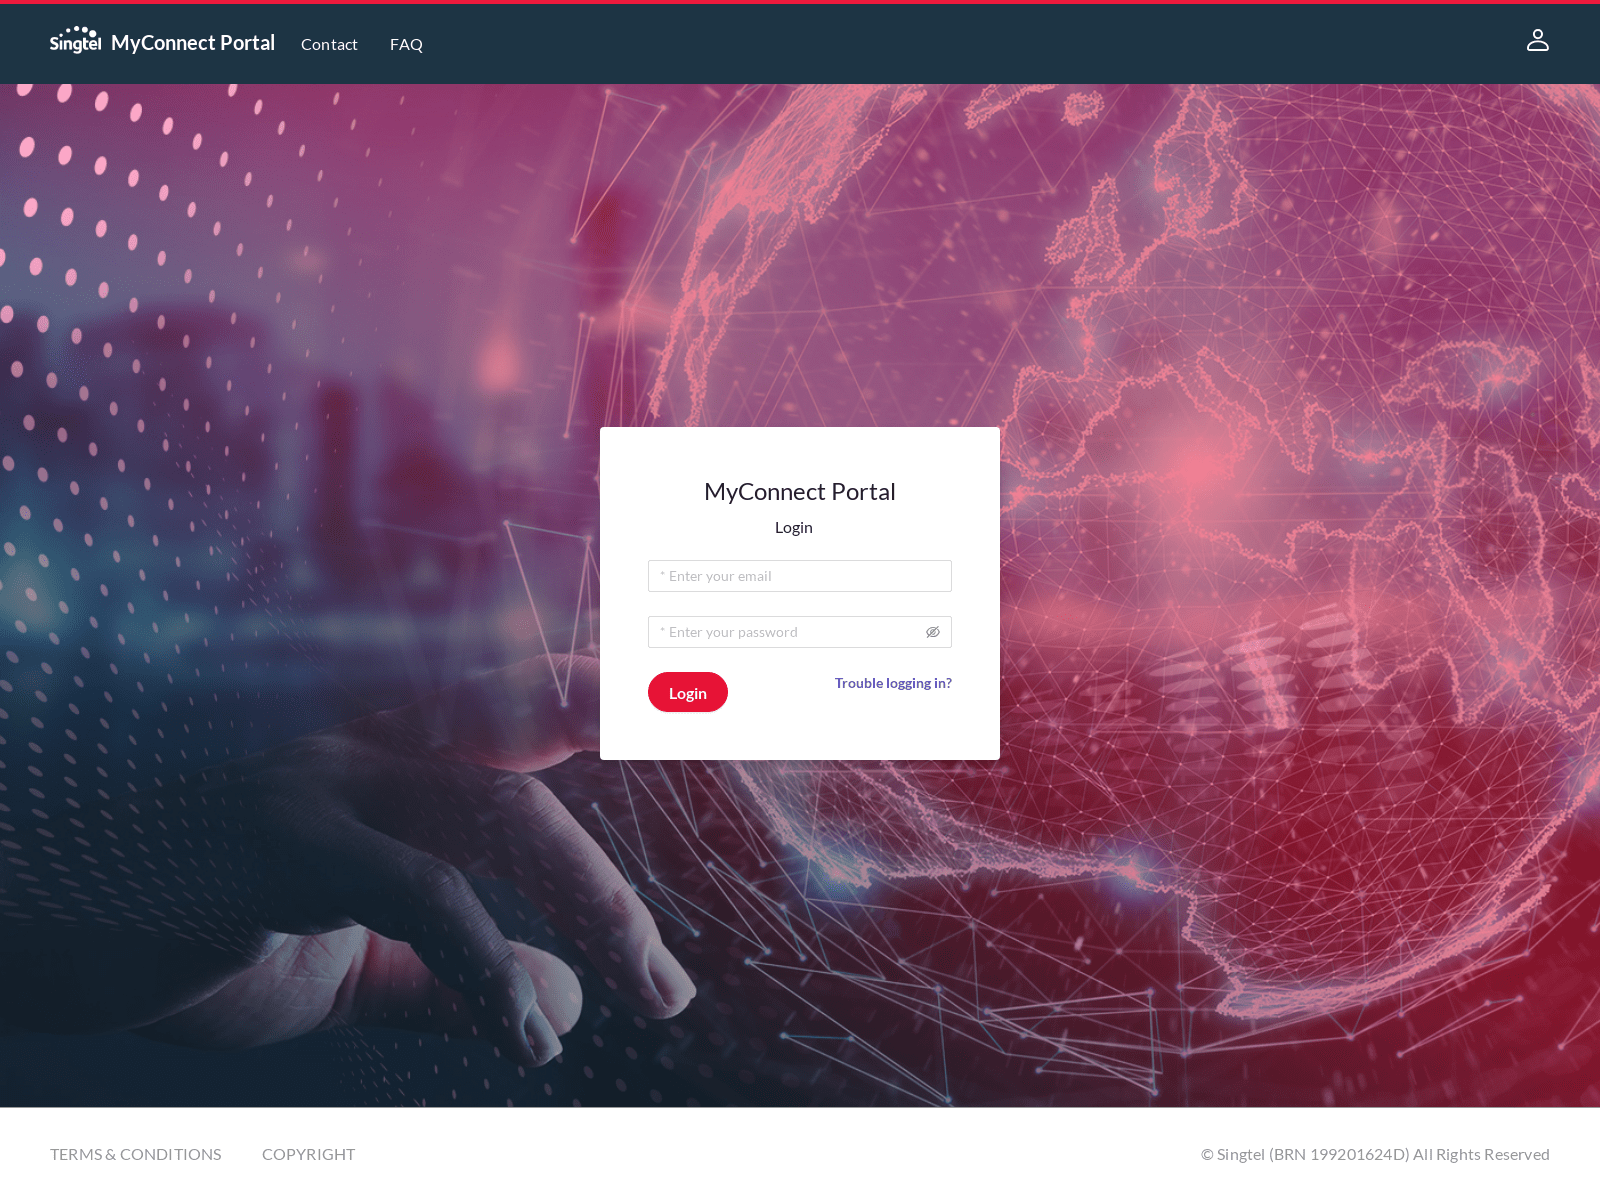 Singtel MyConnect Portal Contact FAQ
MyConnect Portal
Login
* Enter your email
* Enter your password
Login Trouble logging in?
TERMS & CONDITIONS COPYRIGHT © Singtel (BRN 199201624D) All Rights Reserved